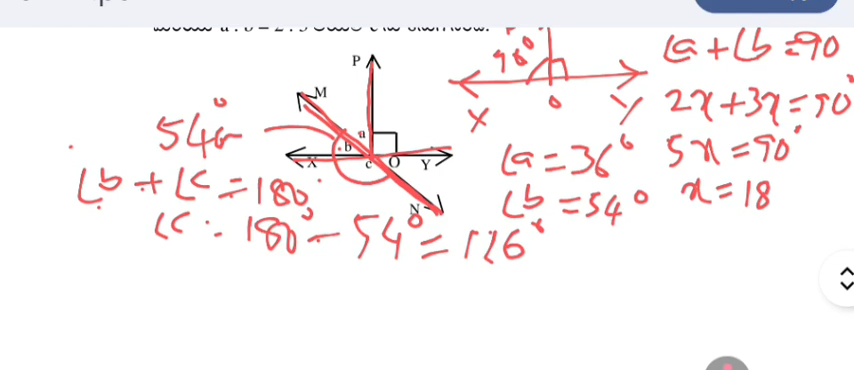 P
M
a
b
X
c
O
Y
N
90°
X
O
Y
∠a+∠b=90
2x+3x=90°
5x=90°
x=18
∠a=36°
∠b=54°
54°
∠b+∠c=180°
∠c: 180°-54°=126°